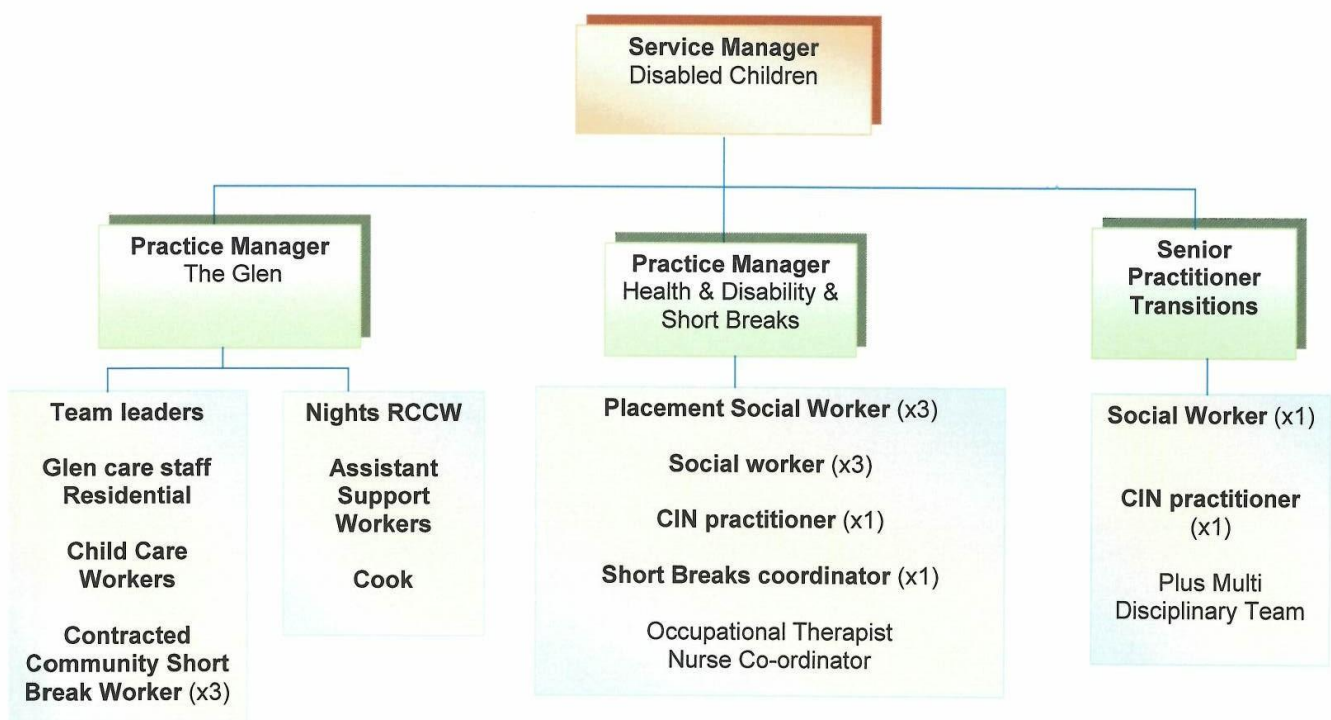 Service Manager
Disabled Children
Practice Manager
The Glen
Practice Manager
Health & Disability &
Short Breaks
Senior
Practitioner
Transitions
Team leaders
Glen care staff
Residential
Child Care
Workers
Contracted
Community Short
Break Worker (x3)
Nights RCCW
Assistant
Support
Workers
Cook
Placement Social Worker (x3)
Social worker (x3)
CIN practitioner (x1)
Short Breaks coordinator (x1)
Occupational Therapist
Nurse Co-ordinator
Social Worker (x1)
CIN practitioner
(x1)
Plus Multi
Disciplinary Team